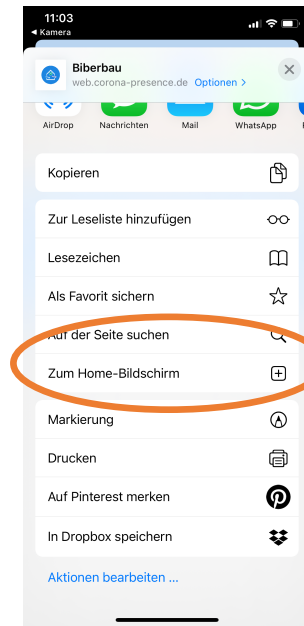 11:03
◀ Kamera
Biberbau
web.corona-presence.de Optionen >
AirDrop Nachrichten Mail WhatsApp
Kopieren
Zur Leseliste hinzufügen
Lesezeichen
Als Favorit sichern
Auf der Seite suchen
Zum Home-Bildschirm
Markierung
Drucken
Auf Pinterest merken
In Dropbox speichern
Aktionen bearbeiten ...